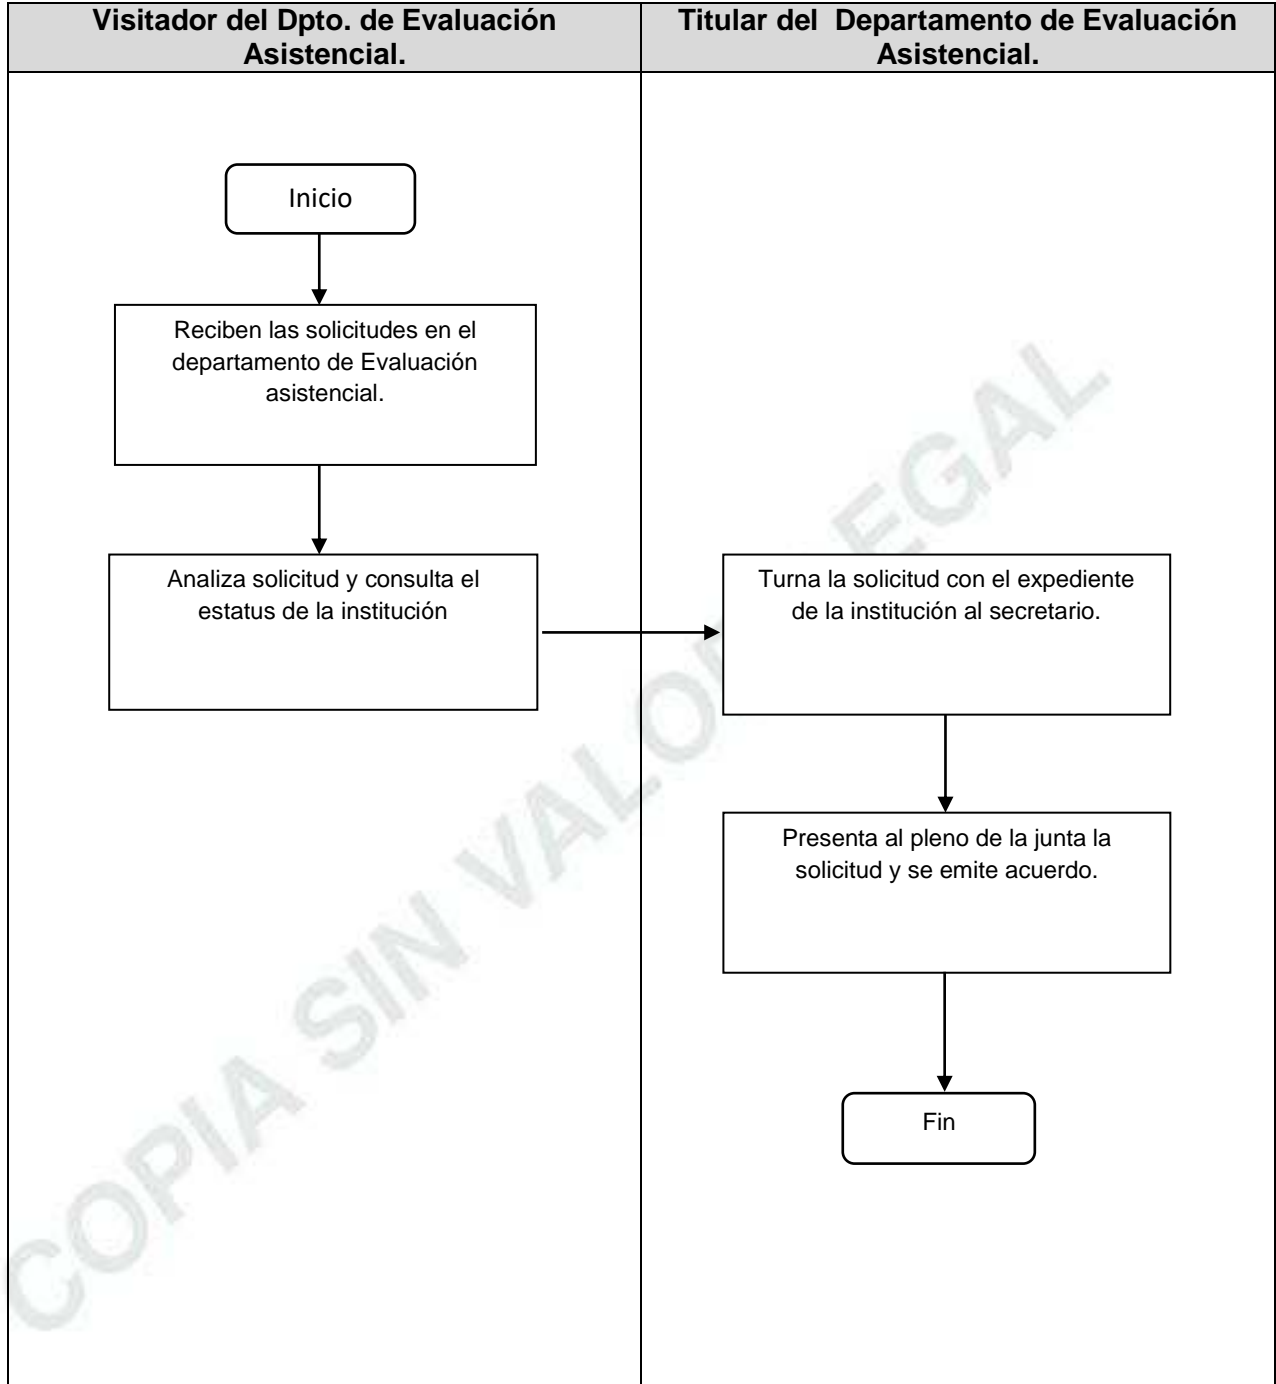 Visitador del Dpto. de Evaluación
Asistencial.
Titular del  Departamento de Evaluación
Asistencial.
Inicio
Reciben las solicitudes en el
departamento de Evaluación
asistencial.
Analiza solicitud y consulta el
estatus de la institución
Turna la solicitud con el expediente
de la institución al secretario.
Presenta al pleno de la junta la
solicitud y se emite acuerdo.
Fin
COPIA SIN VALOR LEGAL